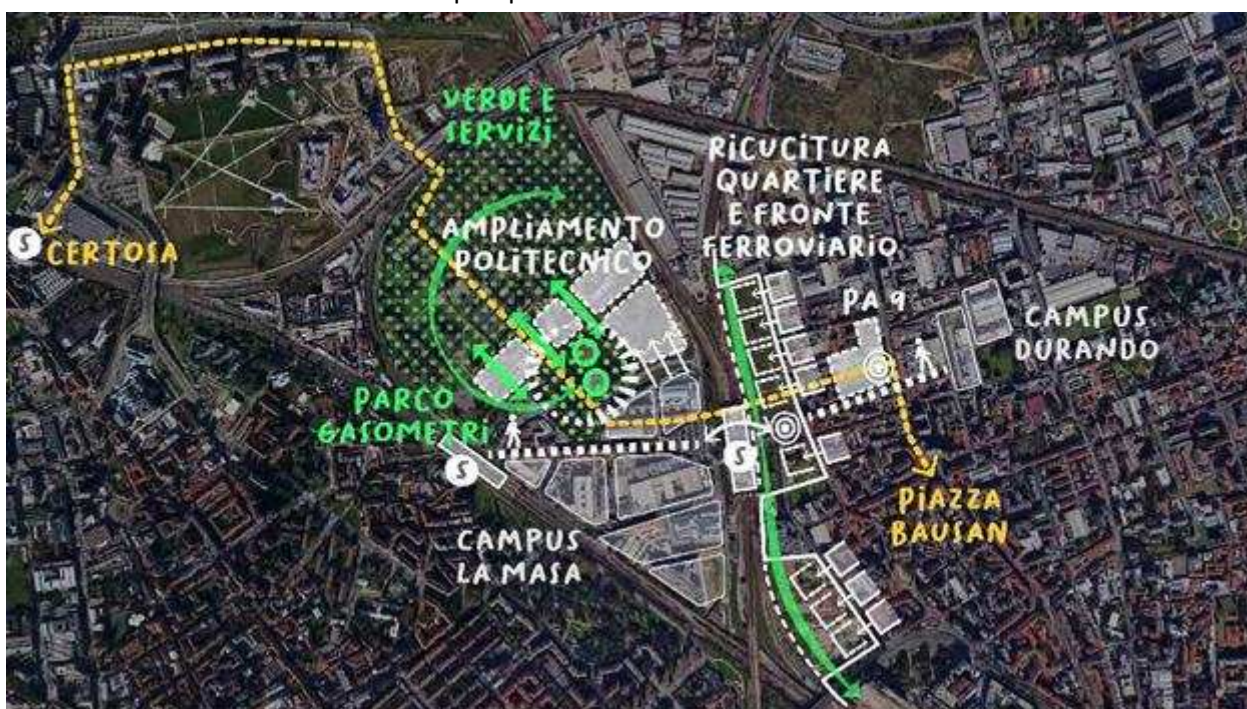 VERDE E
SERVIZI
RICUCITURA
QUARTIERE
E FRONTE
FERROVIARIO
AMPLIAMENTO
POLITECNICO
S CERTOSA
PA 9
CAMPUS
DURANDO
PARCO
GASOMETRI
S
S
PIAZZA
BAUSAN
CAMPUS
LA MASA